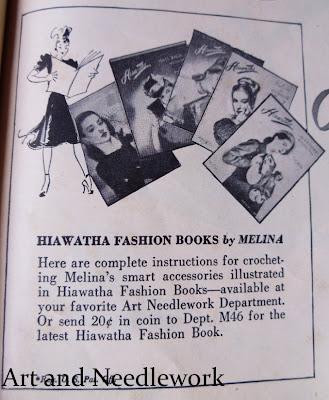 HIAWATHA FASHION BOOKS by MELINA
Here are complete instructions for crochet-
ing Melina's smart accessories illustrated
in Hiawatha Fashion Books—available at
your favorite Art Needlework Department.
Or send 20¢ in coin to Dept. M46 for the
latest Hiawatha Fashion Book.
Art and Needlework